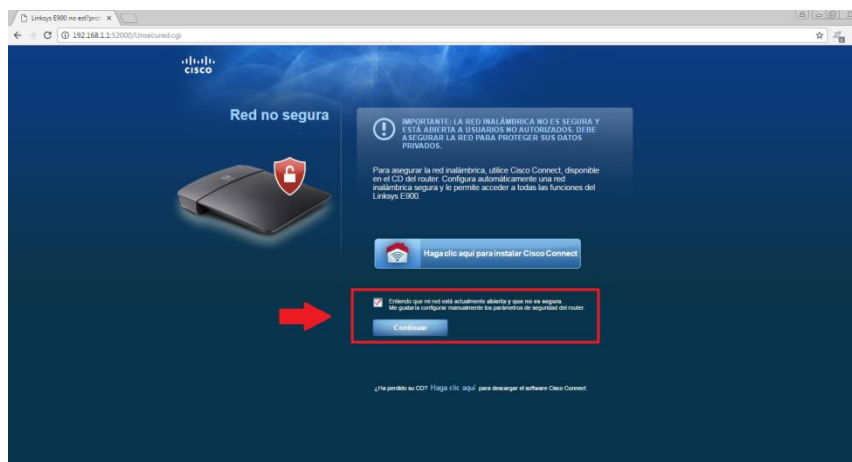 Linksys E900 no est?prot
192.168.1.1:52000/Unsecured.cgi
CISCO
Red no segura
IMPORTANTE: LA RED INALÁMBRICA NO ES SEGURA Y
ESTÁ ABIERTA A USUARIOS NO AUTORIZADOS. DEBE
ASEGURAR LA RED PARA PROTEGER SUS DATOS
PRIVADOS.
Para asegurar la red inalámbrica, utilice Cisco Connect, disponible
en el CD del router. Configura automáticamente una red
inalámbrica segura y le permite acceder a todas las funciones del
Linksys E900.
Haga clic aquí para instalar Cisco Connect
Entiendo que mi red está actualmente abierta y que no es segura.
Me gustaría configurar manualmente los parámetros de seguridad del router.
Continuar
¿Ha perdido su CD? Haga clic aquí para descargar el software Cisco Connect.